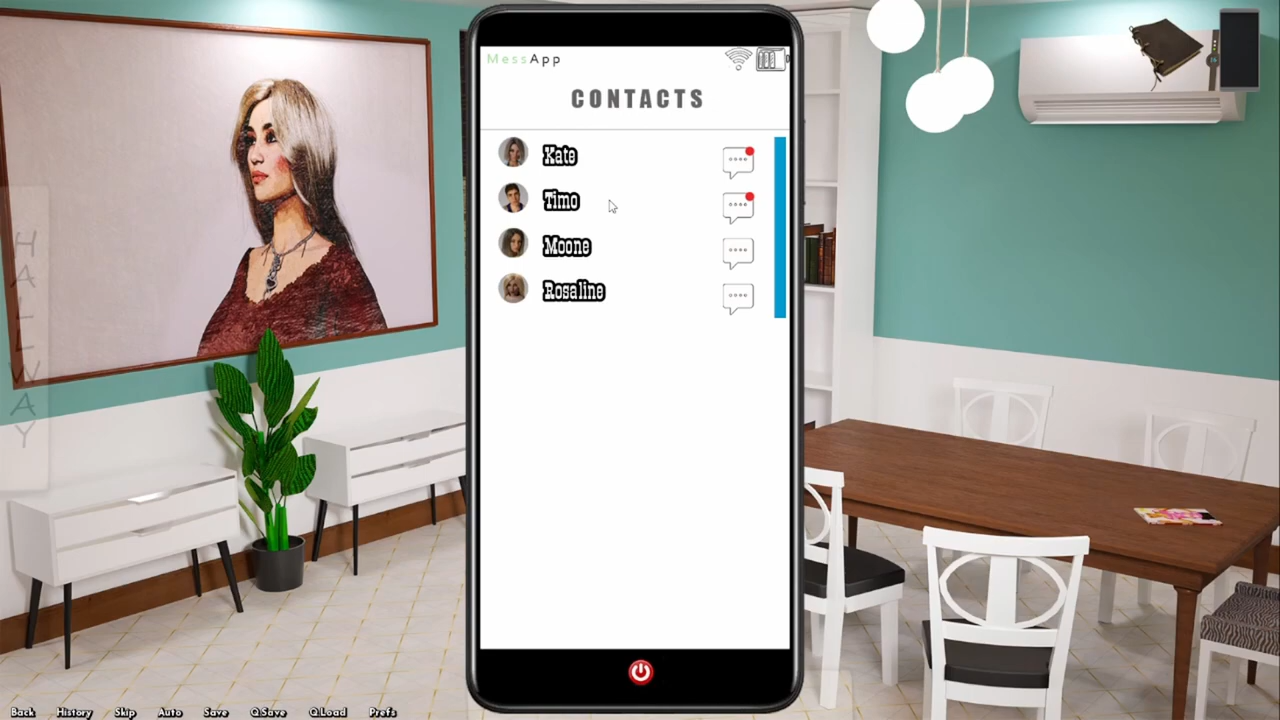 MessApp
CONTACTS
Kate
Timo
Moone
Rosaline
HALLWAY
Back History Skip Auto Save Q.Save Q.Load Prefs